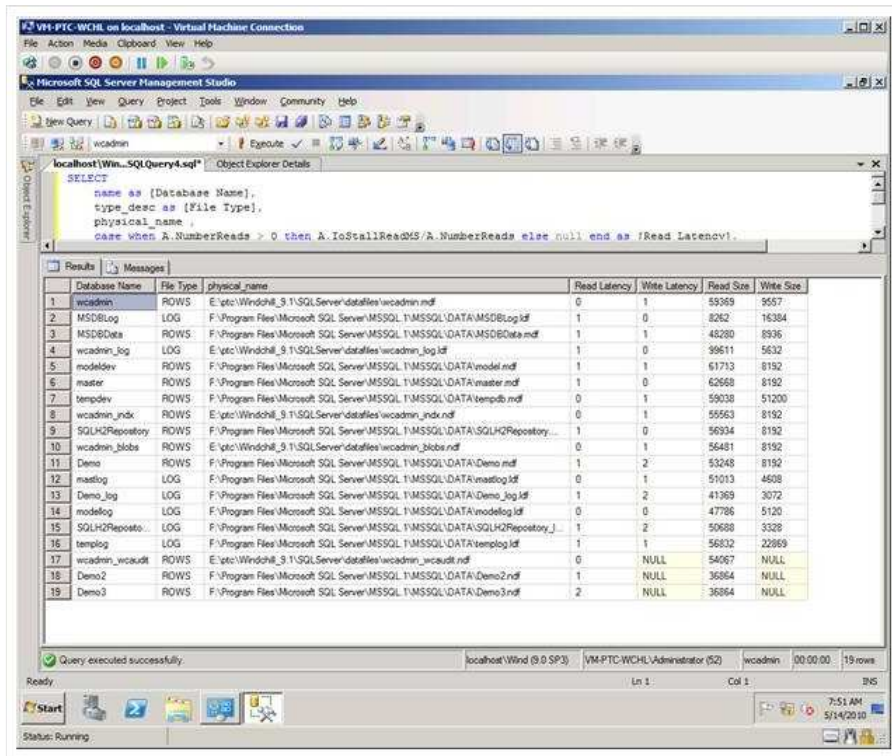 VM-PTC-WCHL on localhost - Virtual Machine Connection
File Action Media Clipboard View Help
Microsoft SQL Server Management Studio
File Edit View Query Project Tools Window Community Help
New Query
wcadmin Execute
localhost\Win...SQLQuery4.sql* Object Explorer Details
Object Explorer
SELECT
name as [Database Name],
type_desc as [File Type],
physical_name ,
case when A.NumberReads > 0 then A.IoStallReadMS/A.NumberReads else null end as [Read Latency],
Results Messages
Database Name File Type physical_name Read Latency Write Latency Read Size Write Size
1 wcadmin ROWS E:\ptc\Windchill_9.1\SQLServer\datafiles\wcadmin.mdf 0 1 59369 9557
2 MSDBLog LOG F:\Program Files\Microsoft SQL Server\MSSQL.1\MSSQL\DATA\MSDBLog.ldf 1 0 8262 16384
3 MSDBData ROWS F:\Program Files\Microsoft SQL Server\MSSQL.1\MSSQL\DATA\MSDBData.mdf 1 1 48280 8936
4 wcadmin_log LOG E:\ptc\Windchill_9.1\SQLServer\datafiles\wcadmin_log.ldf 1 0 99611 5632
5 modeldev ROWS F:\Program Files\Microsoft SQL Server\MSSQL.1\MSSQL\DATA\model.mdf 1 1 61713 8192
6 master ROWS F:\Program Files\Microsoft SQL Server\MSSQL.1\MSSQL\DATA\master.mdf 1 0 62668 8192
7 tempdev ROWS F:\Program Files\Microsoft SQL Server\MSSQL.1\MSSQL\DATA\tempdb.mdf 0 1 59038 51200
8 wcadmin_indx ROWS E:\ptc\Windchill_9.1\SQLServer\datafiles\wcadmin_indx.ndf 0 1 55563 8192
9 SQLH2Repository ROWS F:\Program Files\Microsoft SQL Server\MSSQL.1\MSSQL\DATA\SQLH2Repository... 1 0 56934 8192
10 wcadmin_blobs ROWS E:\ptc\Windchill_9.1\SQLServer\datafiles\wcadmin_blobs.ndf 0 1 56481 8192
11 Demo ROWS F:\Program Files\Microsoft SQL Server\MSSQL.1\MSSQL\DATA\Demo.mdf 1 2 53248 8192
12 mastlog LOG F:\Program Files\Microsoft SQL Server\MSSQL.1\MSSQL\DATA\mastlog.ldf 0 1 51013 4608
13 Demo_log LOG F:\Program Files\Microsoft SQL Server\MSSQL.1\MSSQL\DATA\Demo_log.ldf 1 2 41369 3072
14 modellog LOG F:\Program Files\Microsoft SQL Server\MSSQL.1\MSSQL\DATA\modellog.ldf 0 0 47786 5120
15 SQLH2Reposito... LOG F:\Program Files\Microsoft SQL Server\MSSQL.1\MSSQL\DATA\SQLH2Repository_l... 1 2 50688 3328
16 templog LOG F:\Program Files\Microsoft SQL Server\MSSQL.1\MSSQL\DATA\templog.ldf 1 1 56832 22869
17 wcadmin_wcaudit ROWS E:\ptc\Windchill_9.1\SQLServer\datafiles\wcadmin_wcaudit.ndf 0 NULL 54067 NULL
18 Demo2 ROWS F:\Program Files\Microsoft SQL Server\MSSQL.1\MSSQL\DATA\Demo2.ndf 1 NULL 36864 NULL
19 Demo3 ROWS F:\Program Files\Microsoft SQL Server\MSSQL.1\MSSQL\DATA\Demo3.ndf 2 NULL 36864 NULL
Query executed successfully. localhost\Wind (9.0 SP3) VM-PTC-WCHL\Administrator (52) wcadmin 00:00:00 19 rows
Ready Ln 1 Col 1 INS
Start 7:51 AM
5/14/2010
Status: Running